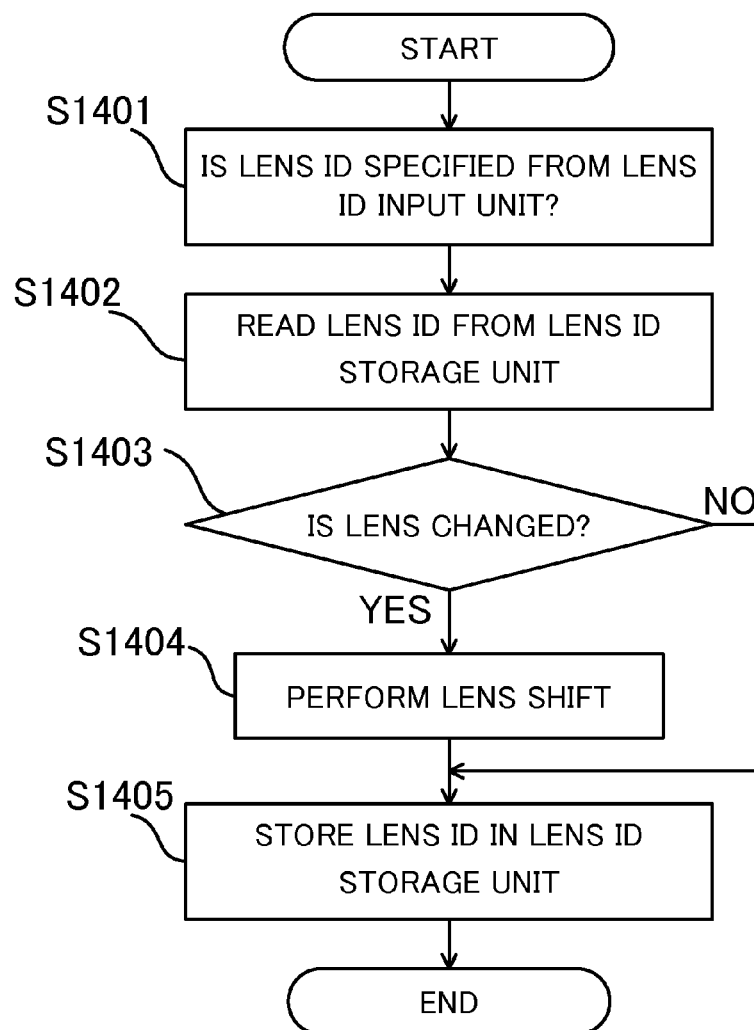 START
S1401
IS LENS ID SPECIFIED FROM LENS
ID INPUT UNIT?
S1402
READ LENS ID FROM LENS ID
STORAGE UNIT
S1403
IS LENS CHANGED?
NO
YES
S1404
PERFORM LENS SHIFT
S1405
STORE LENS ID IN LENS ID
STORAGE UNIT
END